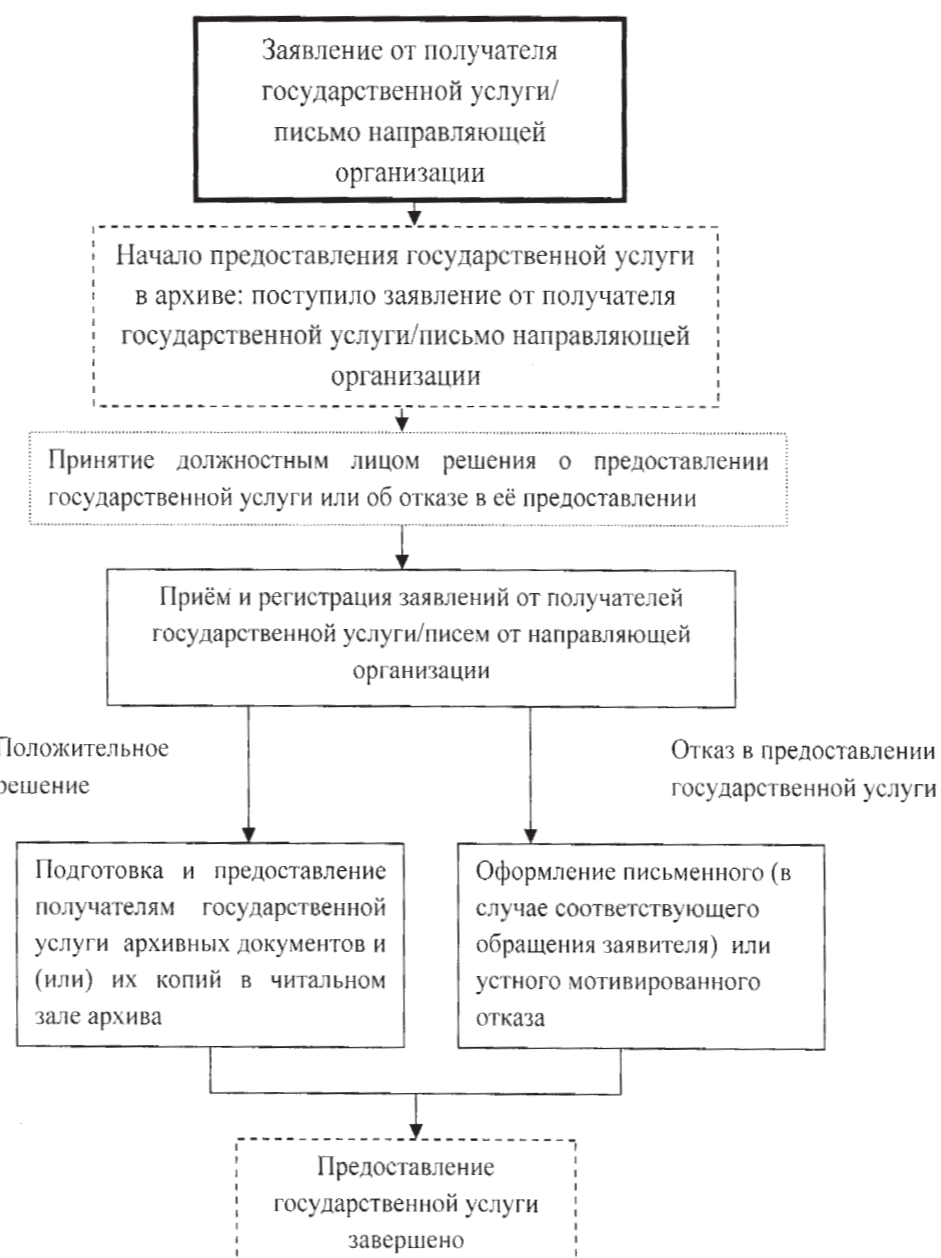 Заявление от получателя
государственной услуги/
письмо направляющей
организации
Начало предоставления государственной услуги
в архиве: поступило заявление от получателя
государственной услуги/письмо направляющей
организации
Принятие должностным лицом решения о предоставлении
государственной услуги или об отказе в её предоставлении
Приём и регистрация заявлений от получателей
государственной услуги/писем от направляющей
организации
Положительное
решение
Отказ в предоставлении
государственной услуги
Подготовка и предоставление
получателям государственной
услуги архивных документов и
(или) их копий в читальном
зале архива
Оформление письменного (в
случае соответствующего
обращения заявителя) или
устного мотивированного
отказа
Предоставление
государственной услуги
завершено